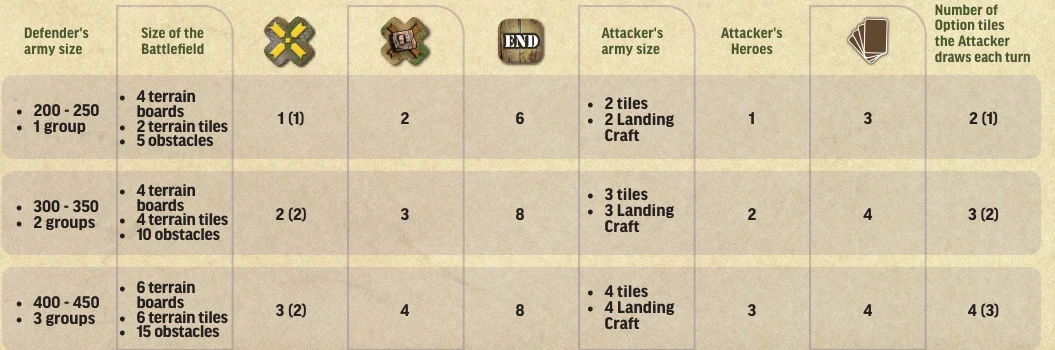 Defender's
army size
Size of the
Battlefield
END
Attacker's
army size
Attacker's
Heroes
Number of
Option tiles
the Attacker
draws each turn
• 200 - 250
• 1 group
• 4 terrain
boards
• 2 terrain tiles
• 5 obstacles
1 (1)
2
6
• 2 tiles
• 2 Landing
Craft
1
3
2 (1)
• 300 - 350
• 2 groups
• 4 terrain
boards
• 4 terrain tiles
• 10 obstacles
2 (2)
3
8
• 3 tiles
• 3 Landing
Craft
2
4
3 (2)
• 400 - 450
• 3 groups
• 6 terrain
boards
• 6 terrain tiles
• 15 obstacles
3 (2)
4
8
• 4 tiles
• 4 Landing
Craft
3
4
4 (3)